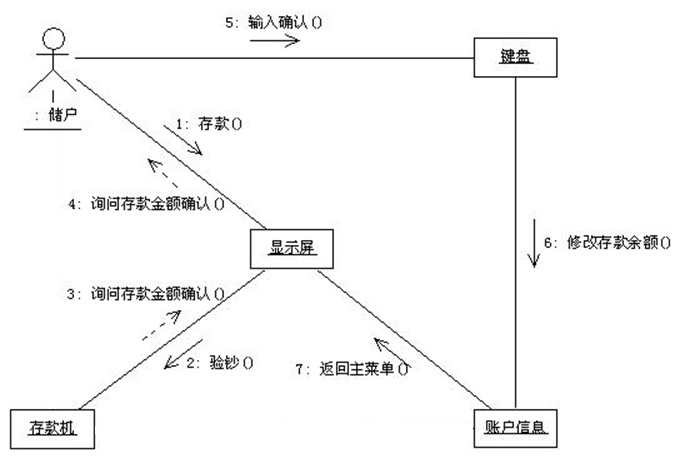 5: 输入确认()
键盘
: 储户
1: 存款()
4: 询问存款金额确认()
显示屏
6: 修改存款余额()
3: 询问存款金额确认()
2: 验钞()
7: 返回主菜单()
存款机
账户信息